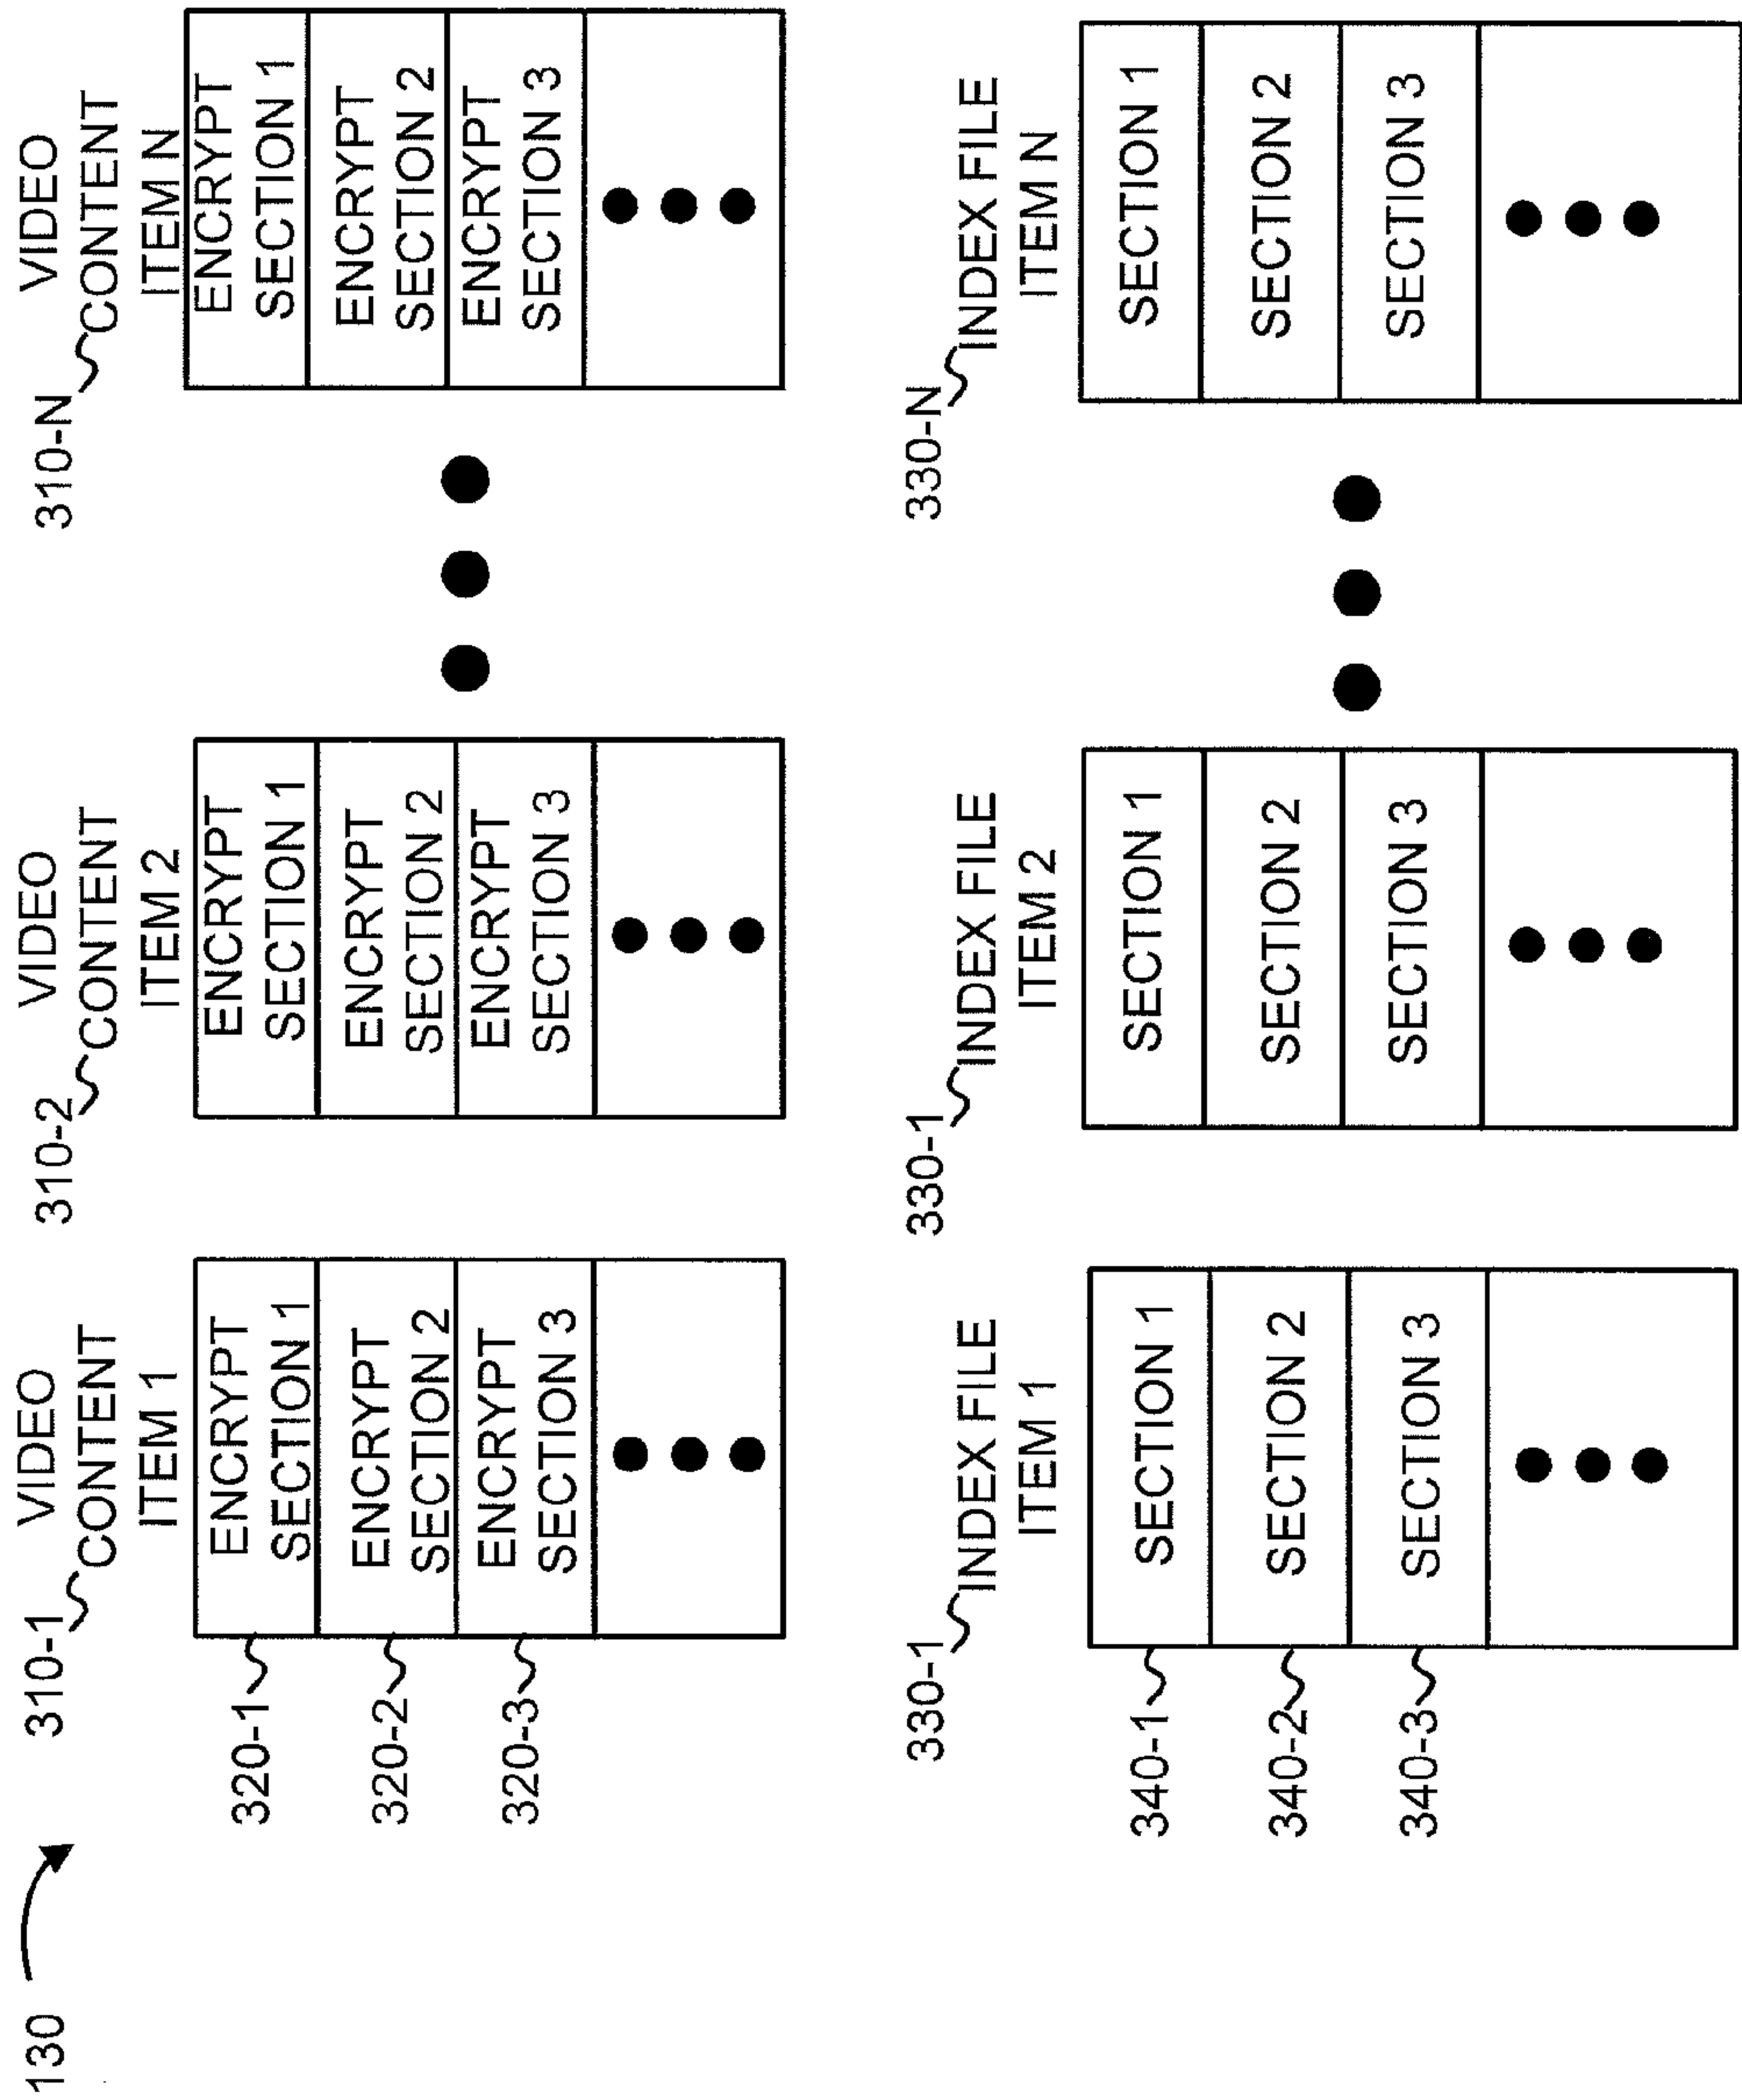 130
310-1
VIDEO
CONTENT
ITEM 1
320-1
ENCRYPT
SECTION 1
320-2
ENCRYPT
SECTION 2
320-3
ENCRYPT
SECTION 3
310-2
VIDEO
CONTENT
ITEM 2
ENCRYPT
SECTION 1
ENCRYPT
SECTION 2
ENCRYPT
SECTION 3
310-N
VIDEO
CONTENT
ITEM N
ENCRYPT
SECTION 1
ENCRYPT
SECTION 2
ENCRYPT
SECTION 3
330-1
INDEX FILE
ITEM 1
340-1
SECTION 1
340-2
SECTION 2
340-3
SECTION 3
330-1
INDEX FILE
ITEM 2
SECTION 1
SECTION 2
SECTION 3
330-N
INDEX FILE
ITEM N
SECTION 1
SECTION 2
SECTION 3